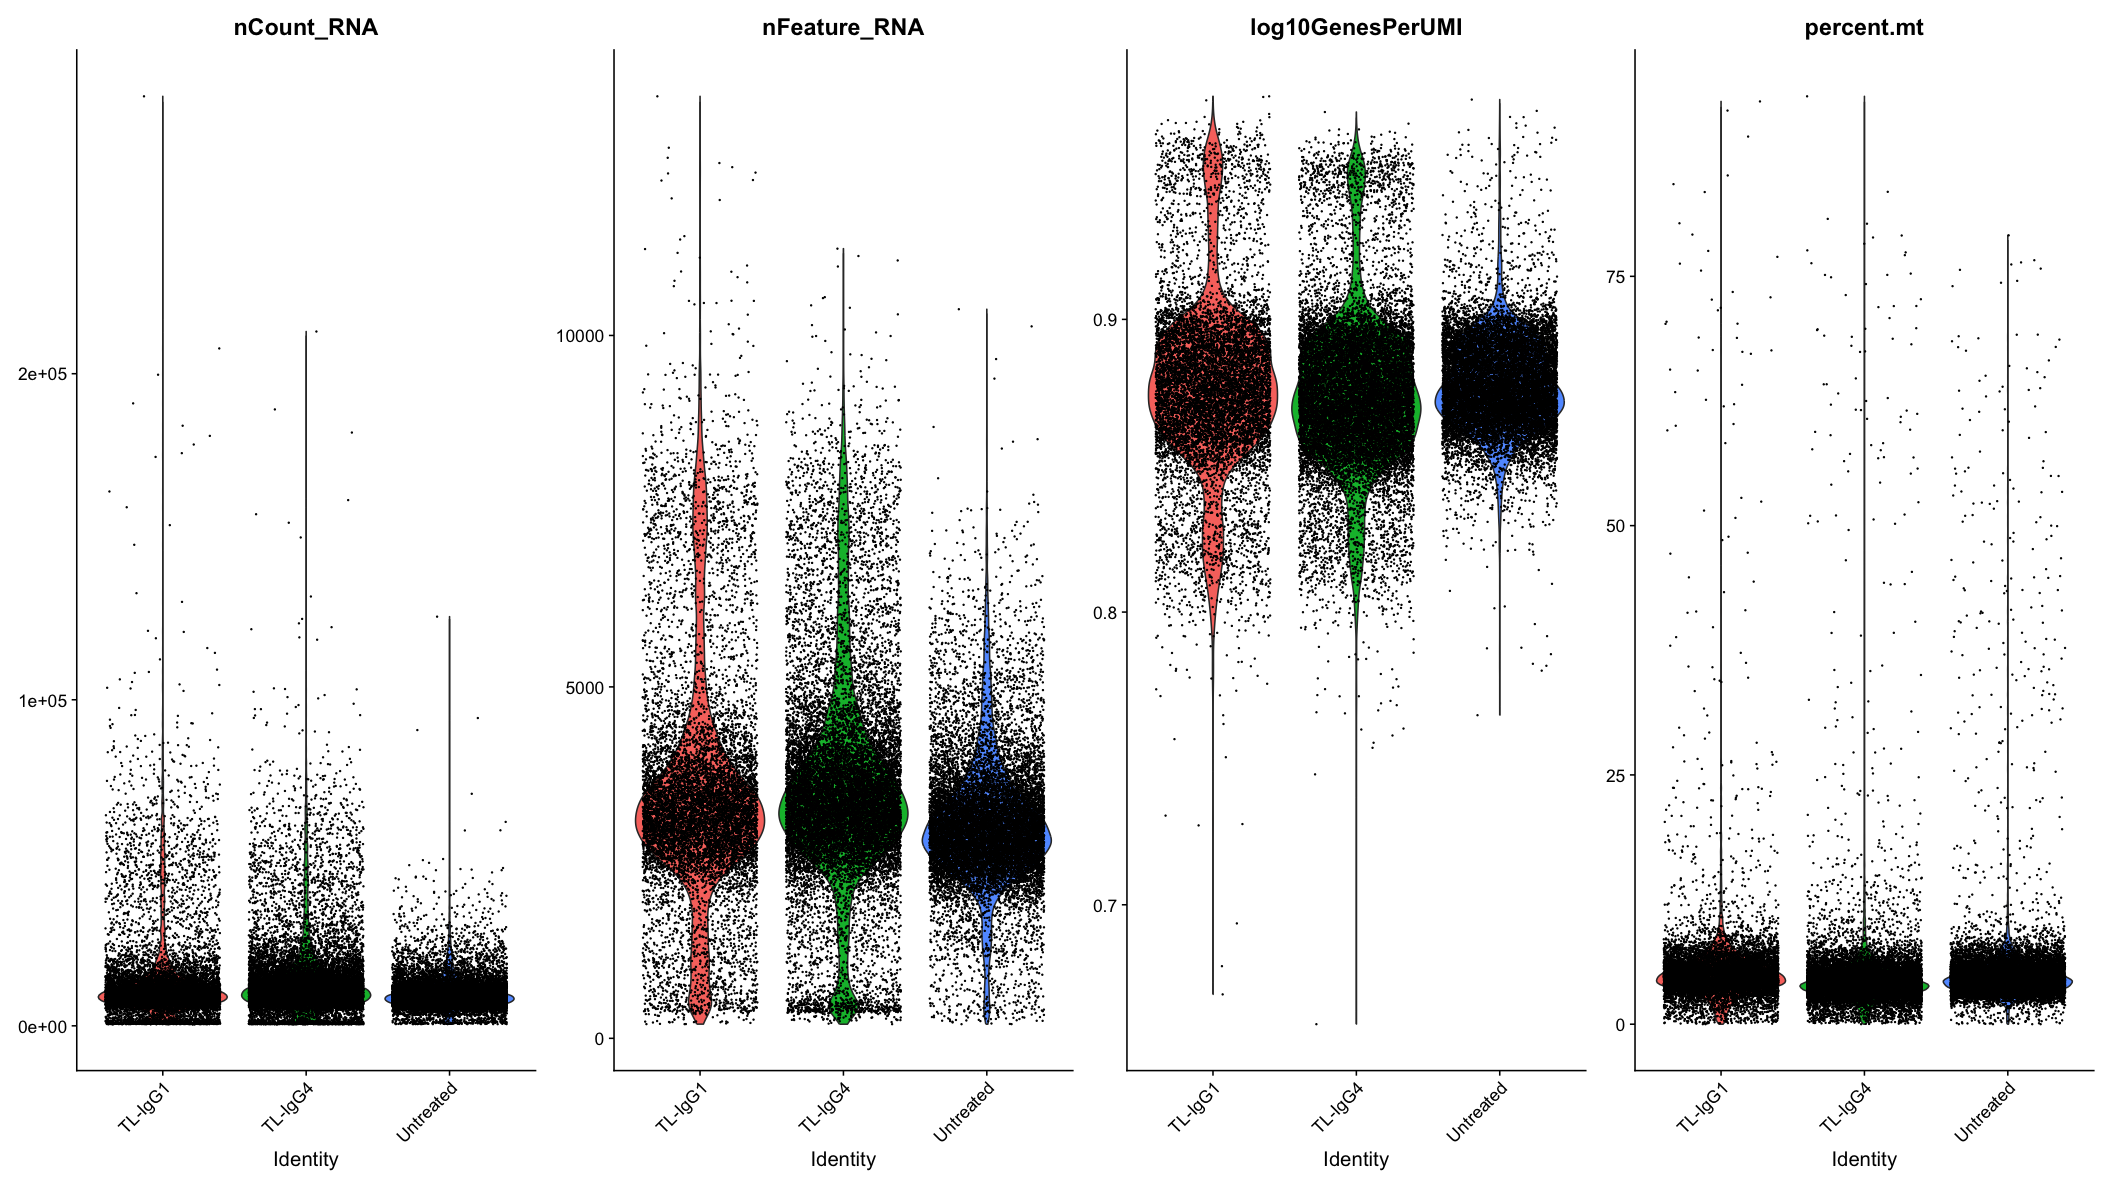 nCount_RNA
2e+05
1e+05
0e+00
TL-IgG1
TL-IgG4
Untreated
Identity
nFeature_RNA
10000
5000
0
TL-IgG1
TL-IgG4
Untreated
Identity
log10GenesPerUMI
0.9
0.8
0.7
TL-IgG1
TL-IgG4
Untreated
Identity
percent.mt
75
50
25
0
TL-IgG1
TL-IgG4
Untreated
Identity